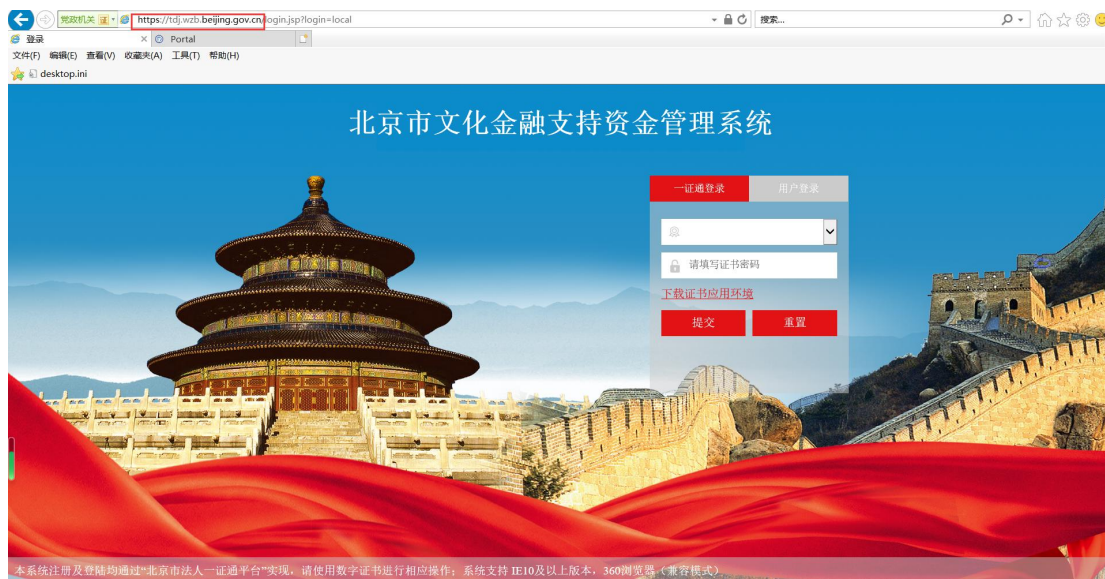 党政机关
https://tdj.wzb.beijing.gov.cn/login.jsp?login=local
搜索...
登录
Portal
文件(F) 编辑(E) 查看(V) 收藏夹(A) 工具(T) 帮助(H)
desktop.ini
北京市文化金融支持资金管理系统
一证通登录 用户登录
请填写证书密码
下载证书应用环境
提交 重置
本系统注册及登陆均通过“北京市法人一证通平台”实现，请使用数字证书进行相应操作；系统支持 IE10及以上版本，360浏览器（兼容模式）